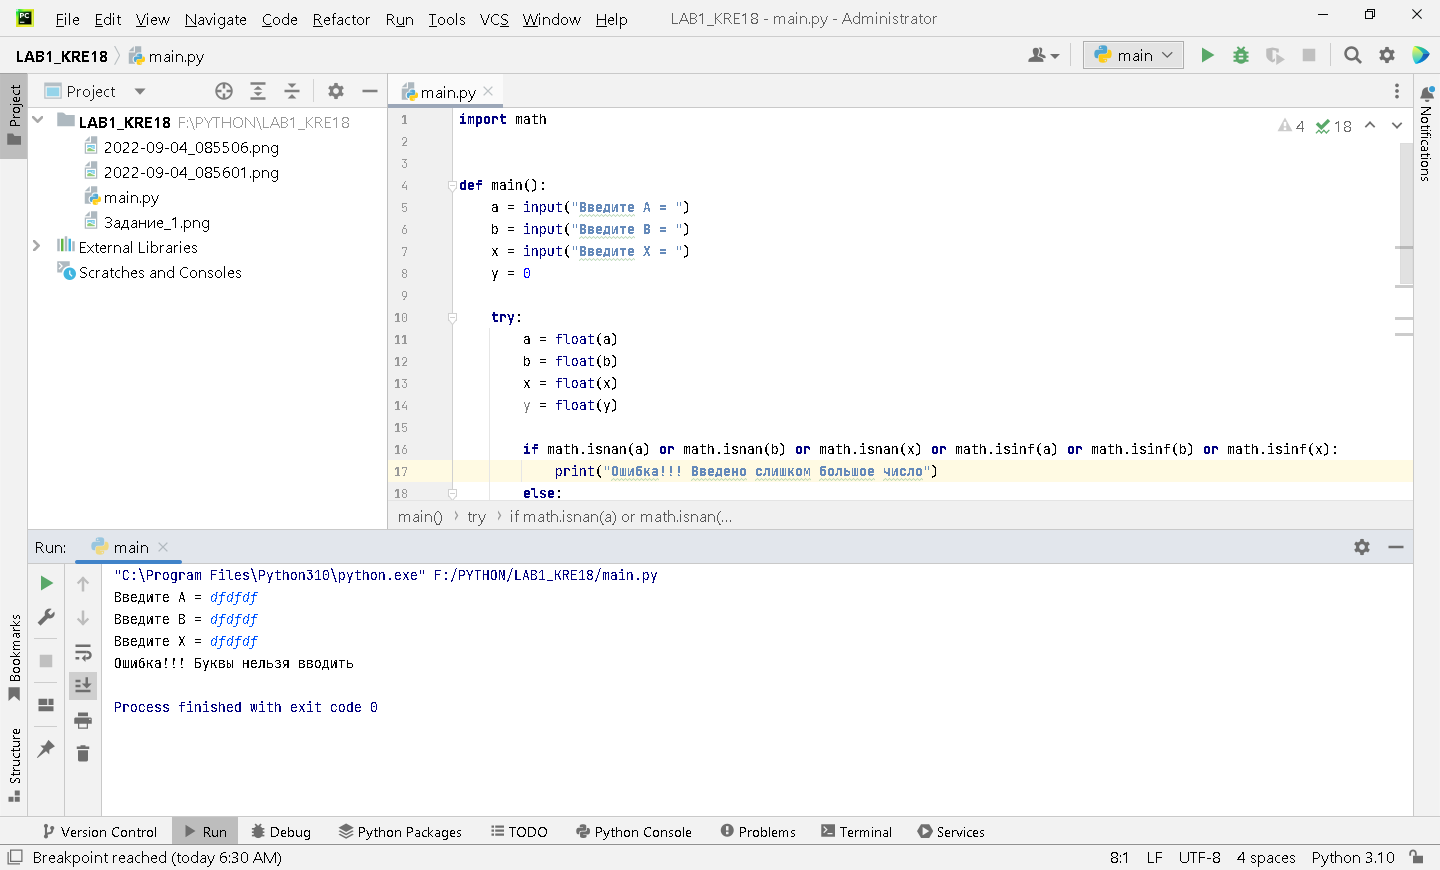 File Edit View Navigate Code Refactor Run Tools VCS Window Help LAB1_KRE18 - main.py - Administrator
LAB1_KRE18 main.py main
Project
main.py
Project
LAB1_KRE18 F:\PYTHON\LAB1_KRE18
2022-09-04_085506.png
2022-09-04_085601.png
main.py
Задание_1.png
External Libraries
Scratches and Consoles
4 18
1 import math
2
3
4 def main():
5 a = input("Введите A = ")
6 b = input("Введите B = ")
7 x = input("Введите X = ")
8 y = 0
9
10 try:
11 a = float(a)
12 b = float(b)
13 x = float(x)
14 y = float(y)
15
16 if math.isnan(a) or math.isnan(b) or math.isnan(x) or math.isinf(a) or math.isinf(b) or math.isinf(x):
17 print("Ошибка!!! Введено слишком большое число")
18 else:
main() try if math.isnan(a) or math.isnan(...
Notifications
Run: main
"C:\Program Files\Python310\python.exe" F:/PYTHON/LAB1_KRE18/main.py
Введите A = dfdfdf
Введите B = dfdfdf
Введите X = dfdfdf
Ошибка!!! Буквы нельзя вводить
Process finished with exit code 0
Bookmarks
Structure
Version Control Run Debug Python Packages TODO Python Console Problems Terminal Services
Breakpoint reached (today 6:30 AM) 8:1 LF UTF-8 4 spaces Python 3.10